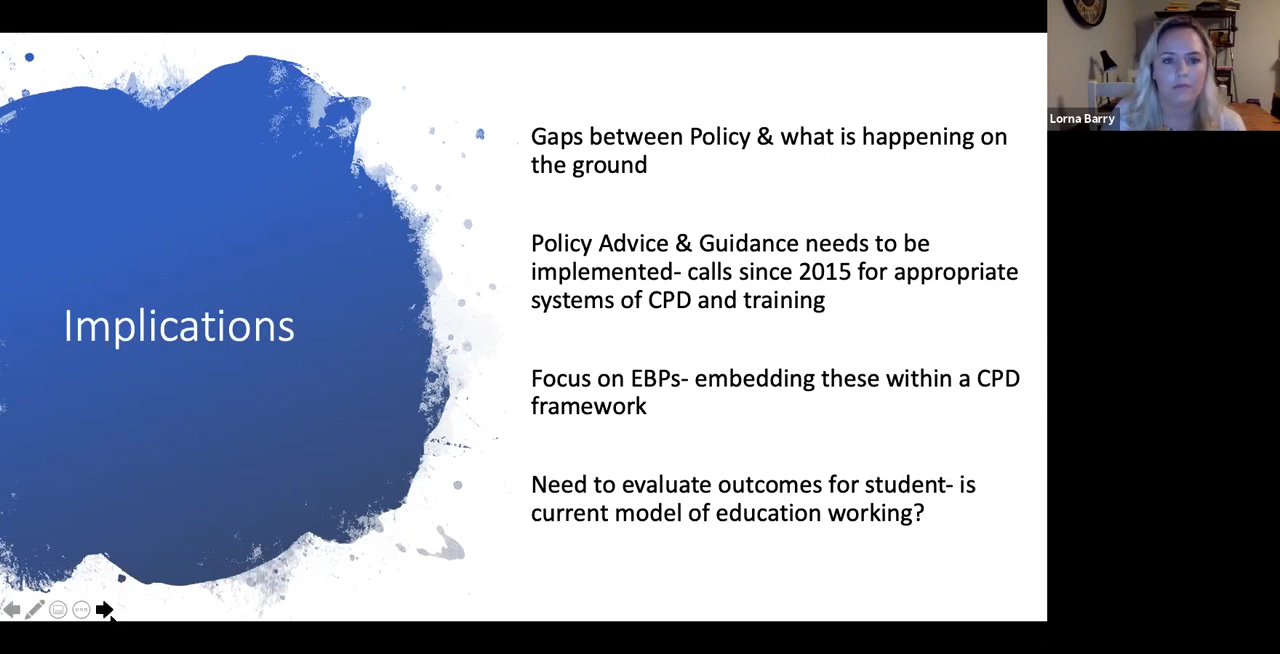 Lorna Barry
Implications
Gaps between Policy & what is happening on
the ground
Policy Advice & Guidance needs to be
implemented- calls since 2015 for appropriate
systems of CPD and training
Focus on EBPs- embedding these within a CPD
framework
Need to evaluate outcomes for student- is
current model of education working?